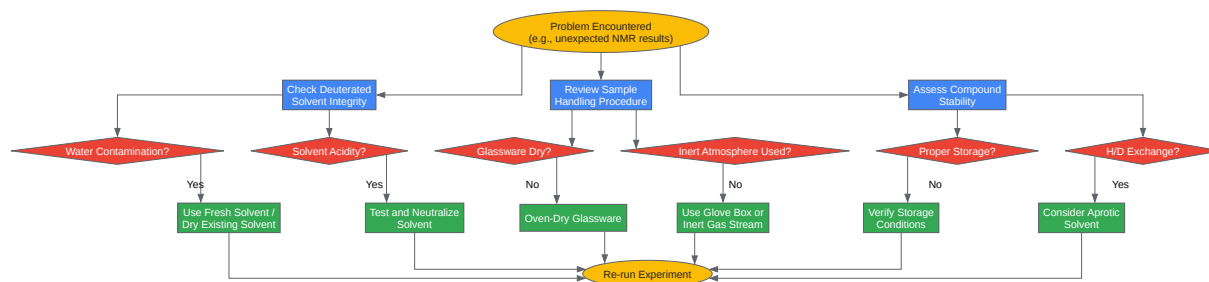 Problem Encountered
(e.g., unexpected NMR results)
Check Deuterated
Solvent Integrity
Review Sample
Handling Procedure
Assess Compound
Stability
Water Contamination?
Solvent Acidity?
Glassware Dry?
Inert Atmosphere Used?
Proper Storage?
H/D Exchange?
Yes
Yes
No
No
No
Yes
Use Fresh Solvent /
Dry Existing Solvent
Test and Neutralize
Solvent
Oven-Dry Glassware
Use Glove Box or
Inert Gas Stream
Verify Storage
Conditions
Consider Aprotic
Solvent
Re-run Experiment